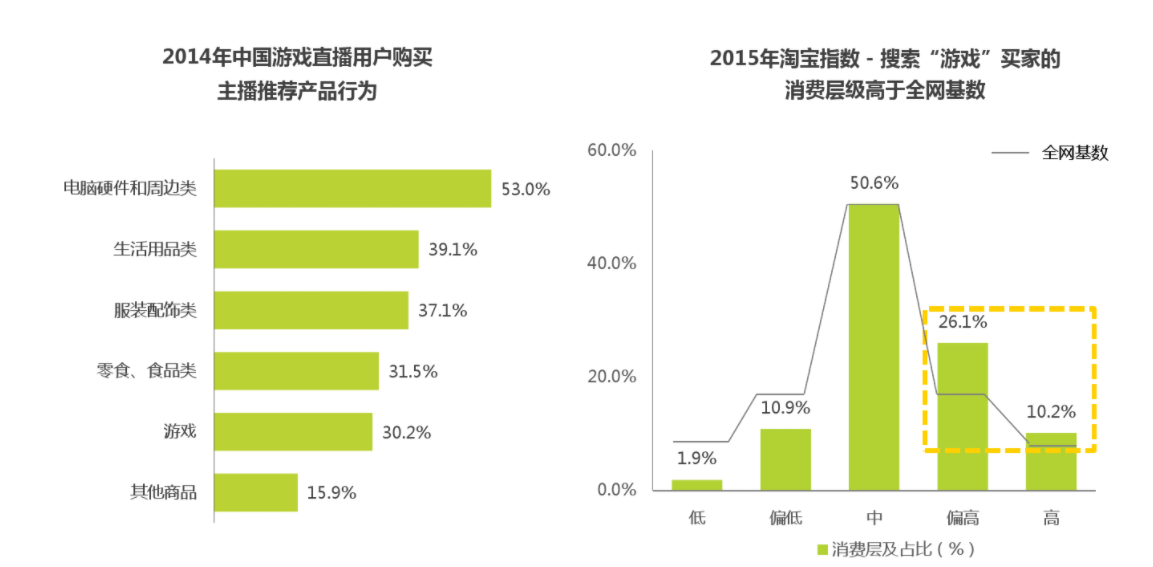 2014年中国游戏直播用户购买
主播推荐产品行为
电脑硬件和周边类
53.0%
生活用品类
39.1%
服装配饰类
37.1%
零食、食品类
31.5%
游戏
30.2%
其他商品
15.9%
2015年淘宝指数 - 搜索“游戏”买家的
消费层级高于全网基数
全网基数
60.0%
40.0%
20.0%
0.0%
1.9%
10.9%
50.6%
26.1%
10.2%
低
偏低
中
偏高
高
消费层及占比（%）